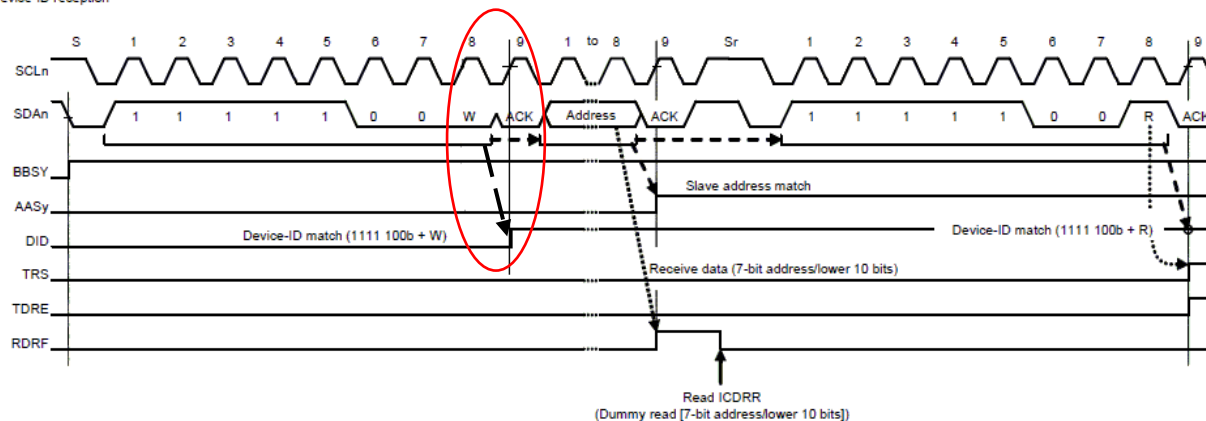 Device-ID reception
S 1 2 3 4 5 6 7 8 9 1 to 8 9 Sr 1 2 3 4 5 6 7 8 9
SCLn
SDAn 1 1 1 1 1 0 0 W ACK Address ACK 1 1 1 1 1 0 0 R ACK
BBSY
Slave address match
AASy
Device-ID match (1111 100b + W) Device-ID match (1111 100b + R)
DID
Receive data (7-bit address/lower 10 bits)
TRS
TDRE
RDRF
Read ICDRR
(Dummy read [7-bit address/lower 10 bits])